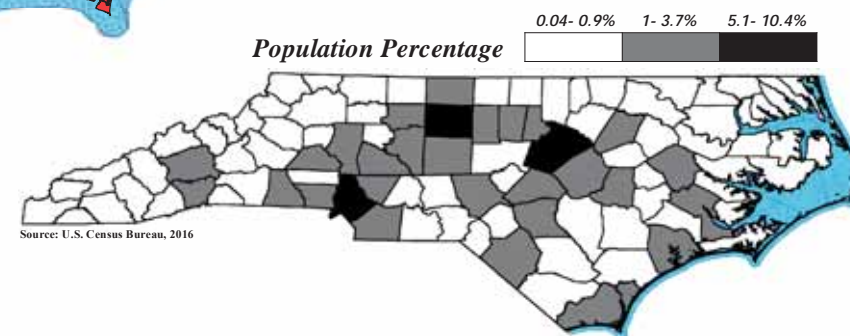 0.04- 0.9% 1- 3.7% 5.1- 10.4%
Population Percentage
Source: U.S. Census Bureau, 2016